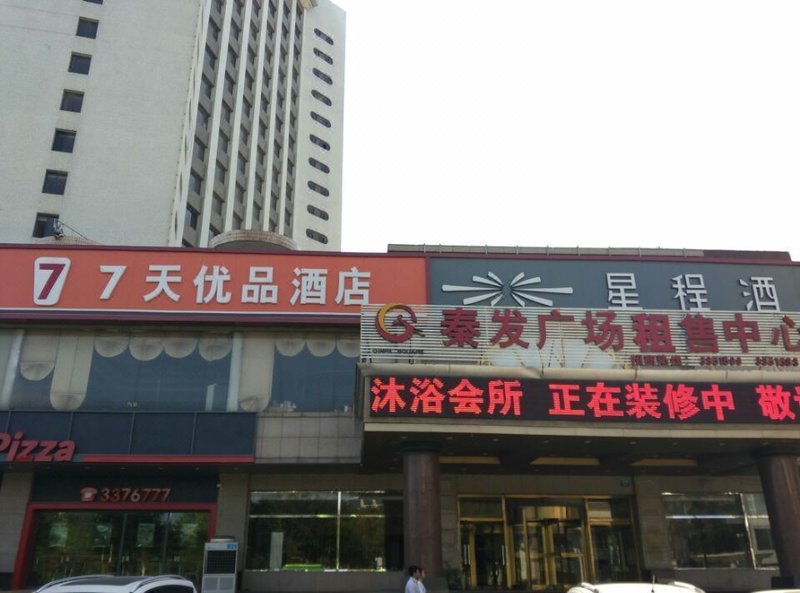 7 7天优品酒店
星程酒
秦发广场租售中心
沐浴会所 正在装修中 敬
Pizza
3376777